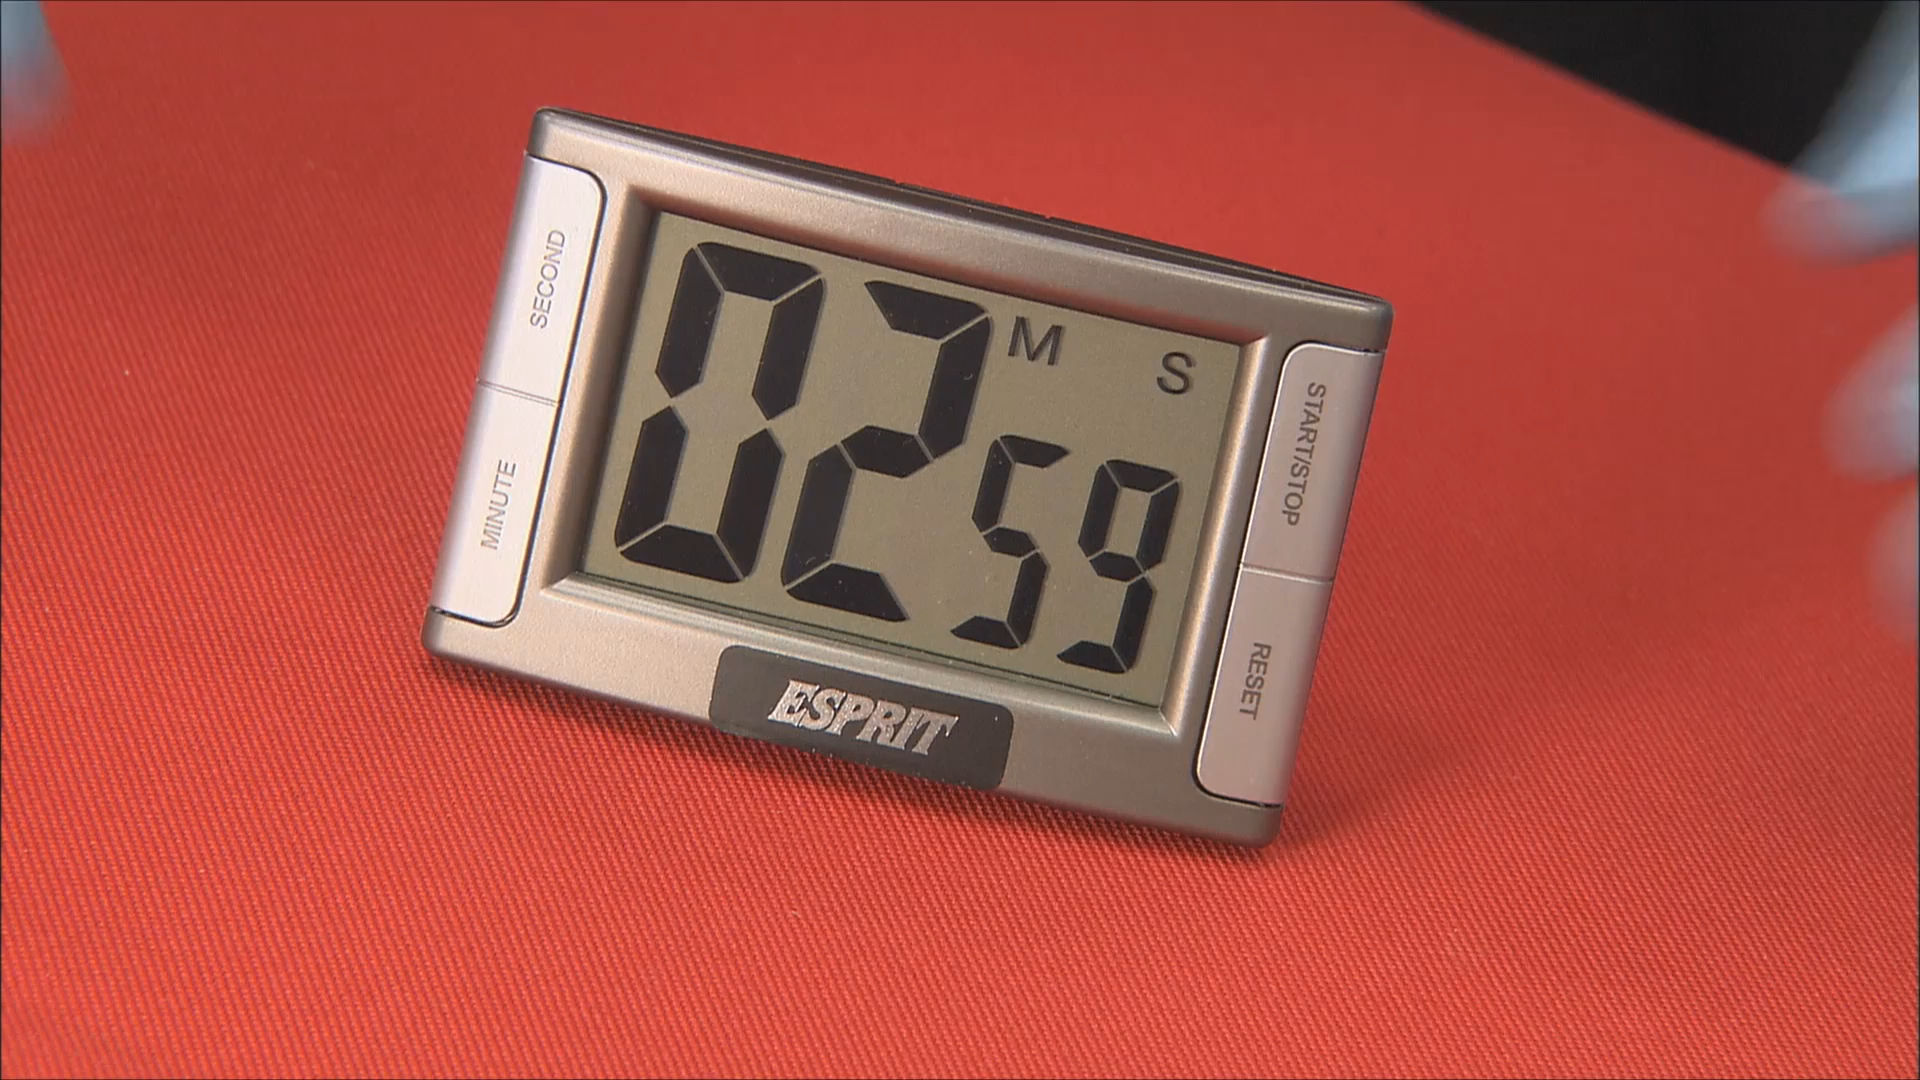 SECOND
MINUTE
02 M 59 S
START/STOP
RESET
ESPRIT